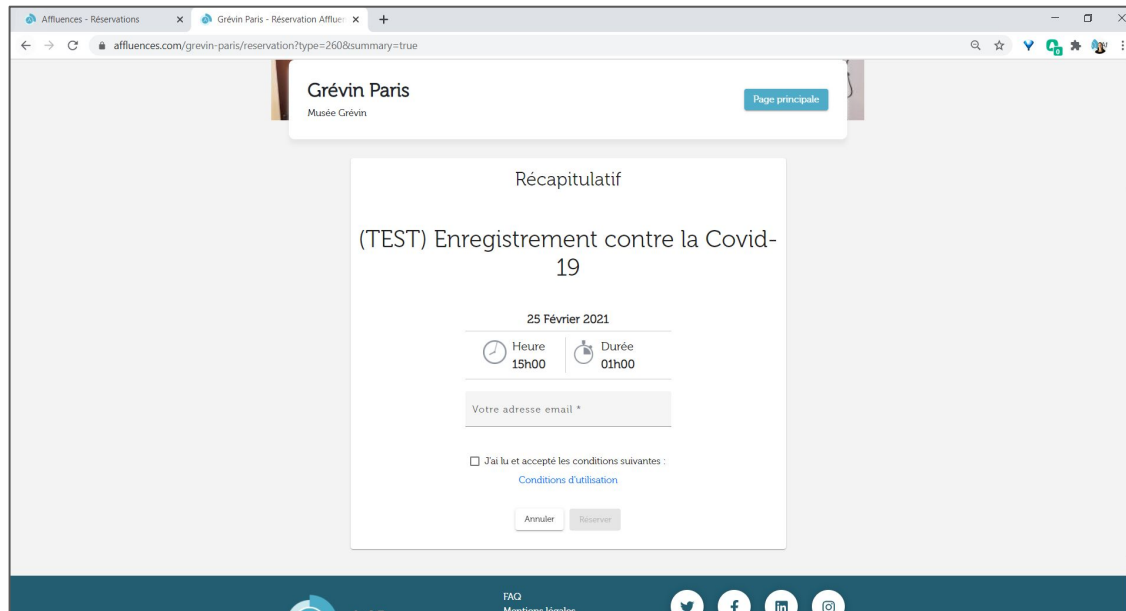 Affluences - Réservations
Grévin Paris - Réservation Affluen
affluences.com/grevin-paris/reservation?type=260&summary=true
Grévin Paris
Page principale
Musée Grévin
Récapitulatif
(TEST) Enregistrement contre la Covid-
19
25 Février 2021
Heure
15h00
Durée
01h00
Votre adresse email *
J'ai lu et accepté les conditions suivantes :
Conditions d'utilisation
Annuler
Réserver
FAQ
Mentions légales